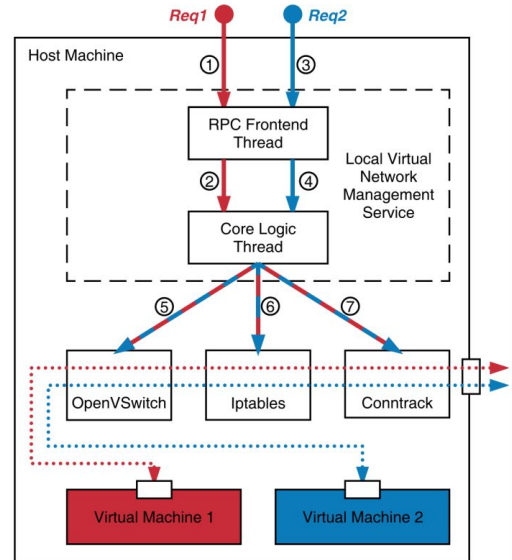 Req1
Req2
Host Machine
①
③
RPC Frontend
Thread
②
④
Local Virtual
Network
Management
Service
Core Logic
Thread
⑤
⑥
⑦
OpenVSwitch
Iptables
Conntrack
Virtual Machine 1
Virtual Machine 2